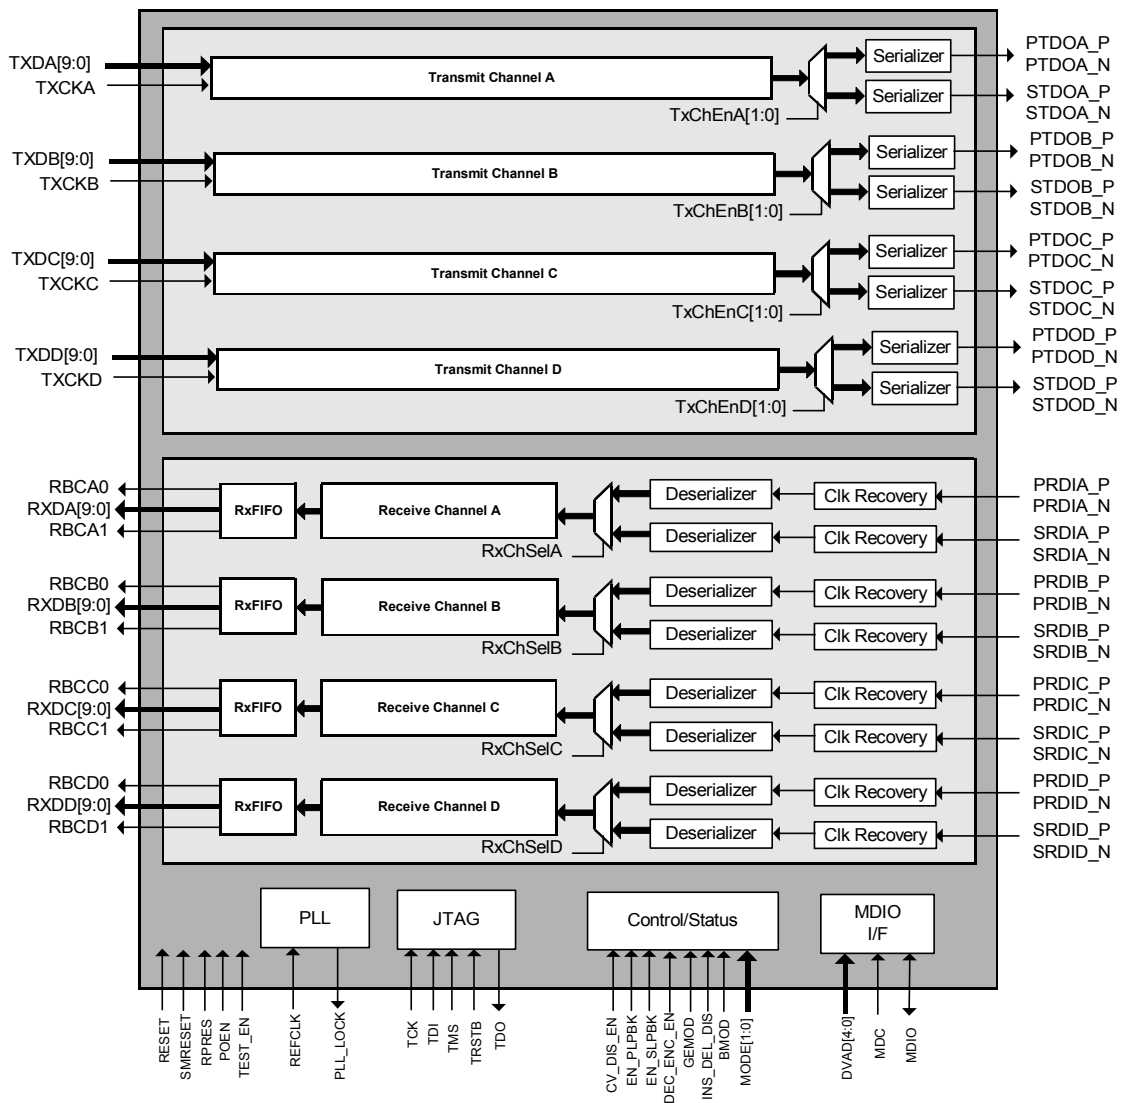 TXDA[9:0]
TXCKA
Transmit Channel A
TxChEnA[1:0]
Serializer
Serializer
PTDOA_P
PTDOA_N
STDOA_P
STDOA_N
TXDB[9:0]
TXCKB
Transmit Channel B
TxChEnB[1:0]
Serializer
Serializer
PTDOB_P
PTDOB_N
STDOB_P
STDOB_N
TXDC[9:0]
TXCKC
Transmit Channel C
TxChEnC[1:0]
Serializer
Serializer
PTDOC_P
PTDOC_N
STDOC_P
STDOC_N
TXDD[9:0]
TXCKD
Transmit Channel D
TxChEnD[1:0]
Serializer
Serializer
PTDOD_P
PTDOD_N
STDOD_P
STDOD_N
RBCA0
RXDA[9:0]
RBCA1
RxFIFO
Receive Channel A
RxChSelA
Deserializer
Deserializer
Clk Recovery
Clk Recovery
PRDIA_P
PRDIA_N
SRDIA_P
SRDIA_N
RBCB0
RXDB[9:0]
RBCB1
RxFIFO
Receive Channel B
RxChSelB
Deserializer
Deserializer
Clk Recovery
Clk Recovery
PRDIB_P
PRDIB_N
SRDIB_P
SRDIB_N
RBCC0
RXDC[9:0]
RBCC1
RxFIFO
Receive Channel C
RxChSelC
Deserializer
Deserializer
Clk Recovery
Clk Recovery
PRDIC_P
PRDIC_N
SRDIC_P
SRDIC_N
RBCD0
RXDD[9:0]
RBCD1
RxFIFO
Receive Channel D
RxChSelD
Deserializer
Deserializer
Clk Recovery
Clk Recovery
PRDID_P
PRDID_N
SRDID_P
SRDID_N
PLL
JTAG
Control/Status
MDIO
I/F
RESET
SMRESET
RPRES
POEN
TEST_EN
REFCLK
PLL_LOCK
TCK
TDI
TMS
TRSTB
TDO
CV_DIS_EN
EN_PLPBK
EN_SLPBK
DEC_ENC_EN
GEMOD
INS_DEL_DIS
BMOD
MODE[1:0]
DVAD[4:0]
MDC
MDIO